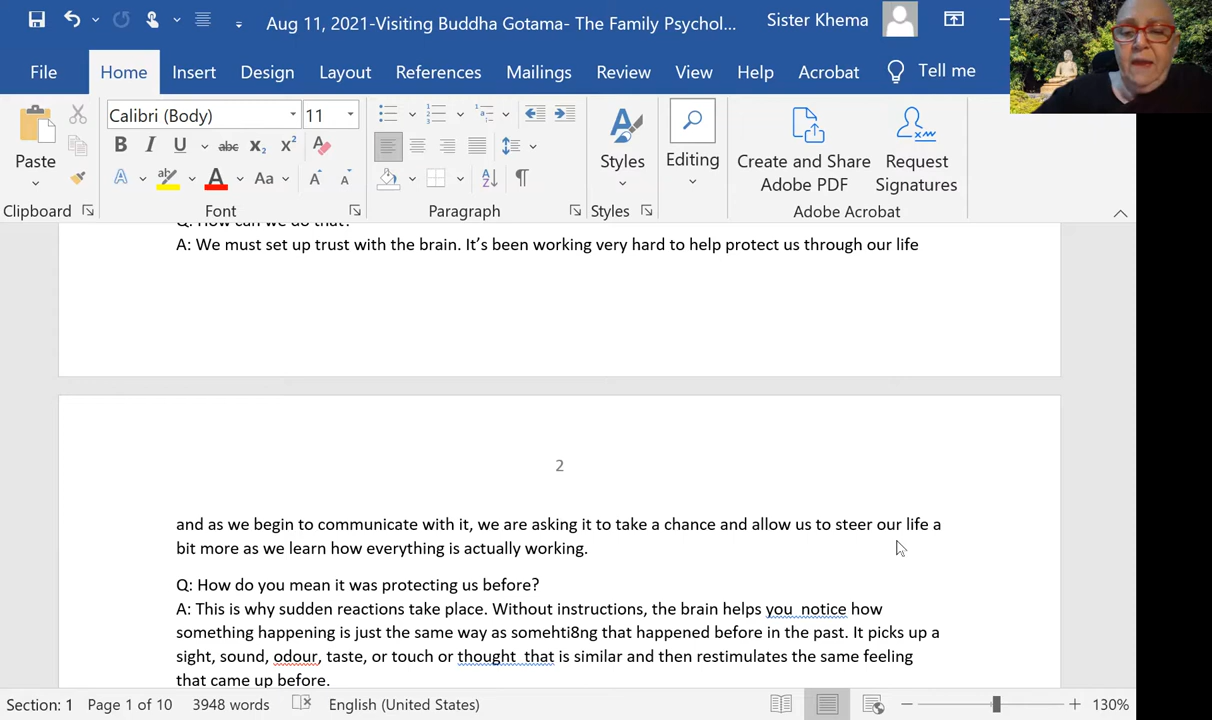 Aug 11, 2021-Visiting Buddha Gotama- The Family Psychol...
Sister Khema
File Home Insert Design Layout References Mailings Review View Help Acrobat Tell me
Calibri (Body) 11
Paste
Styles
Editing
Create and Share Adobe PDF
Request Signatures
Clipboard Font Paragraph Styles Adobe Acrobat
Q: How can we do that?
A: We must set up trust with the brain. It’s been working very hard to help protect us through our life
2
and as we begin to communicate with it, we are asking it to take a chance and allow us to steer our life a
bit more as we learn how everything is actually working.
Q: How do you mean it was protecting us before?
A: This is why sudden reactions take place. Without instructions, the brain helps you  notice how
something happening is just the same way as somehti8ng that happened before in the past. It picks up a
sight, sound, odour, taste, or touch or thought  that is similar and then restimulates the same feeling
that came up before.
Section: 1 Page 1 of 10 3948 words English (United States) 130%